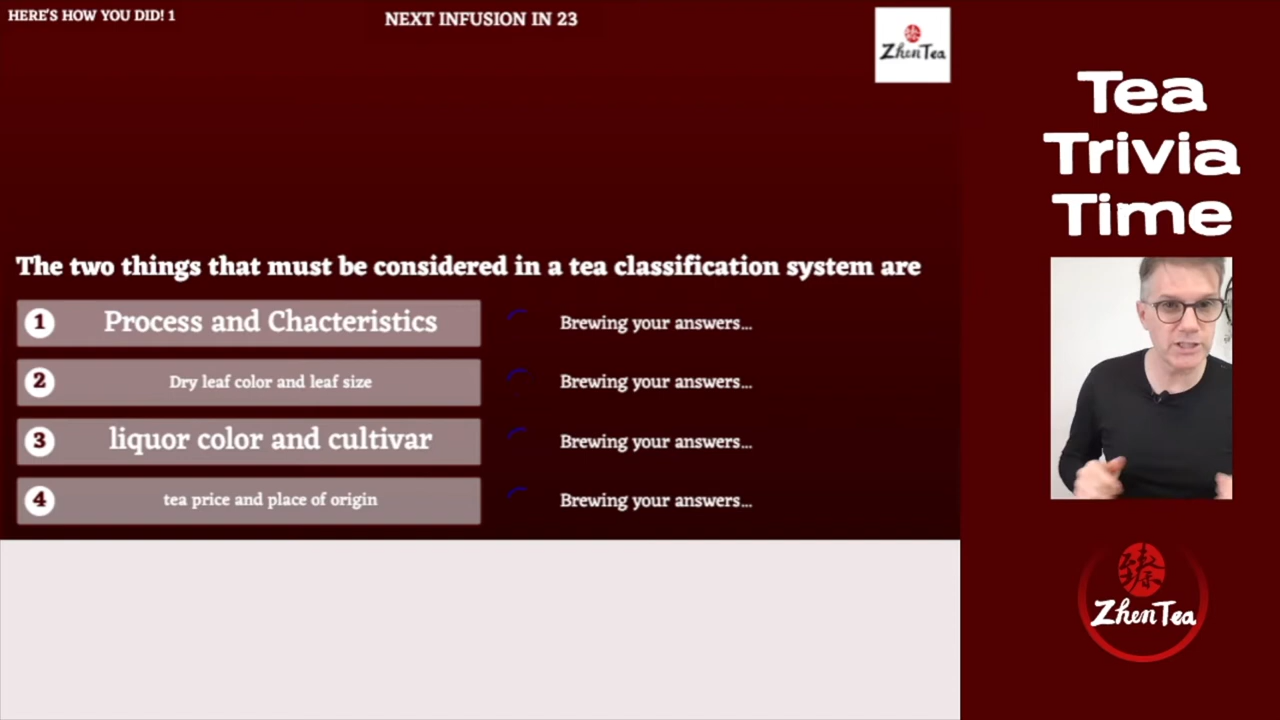 HERE'S HOW YOU DID! 1
NEXT INFUSION IN 23
臻
ZhenTea
The two things that must be considered in a tea classification system are
1 Process and Chacteristics
Brewing your answers...
2 Dry leaf color and leaf size
Brewing your answers...
3 liquor color and cultivar
Brewing your answers...
4 tea price and place of origin
Brewing your answers...
Tea
Trivia
Time
臻
ZhenTea